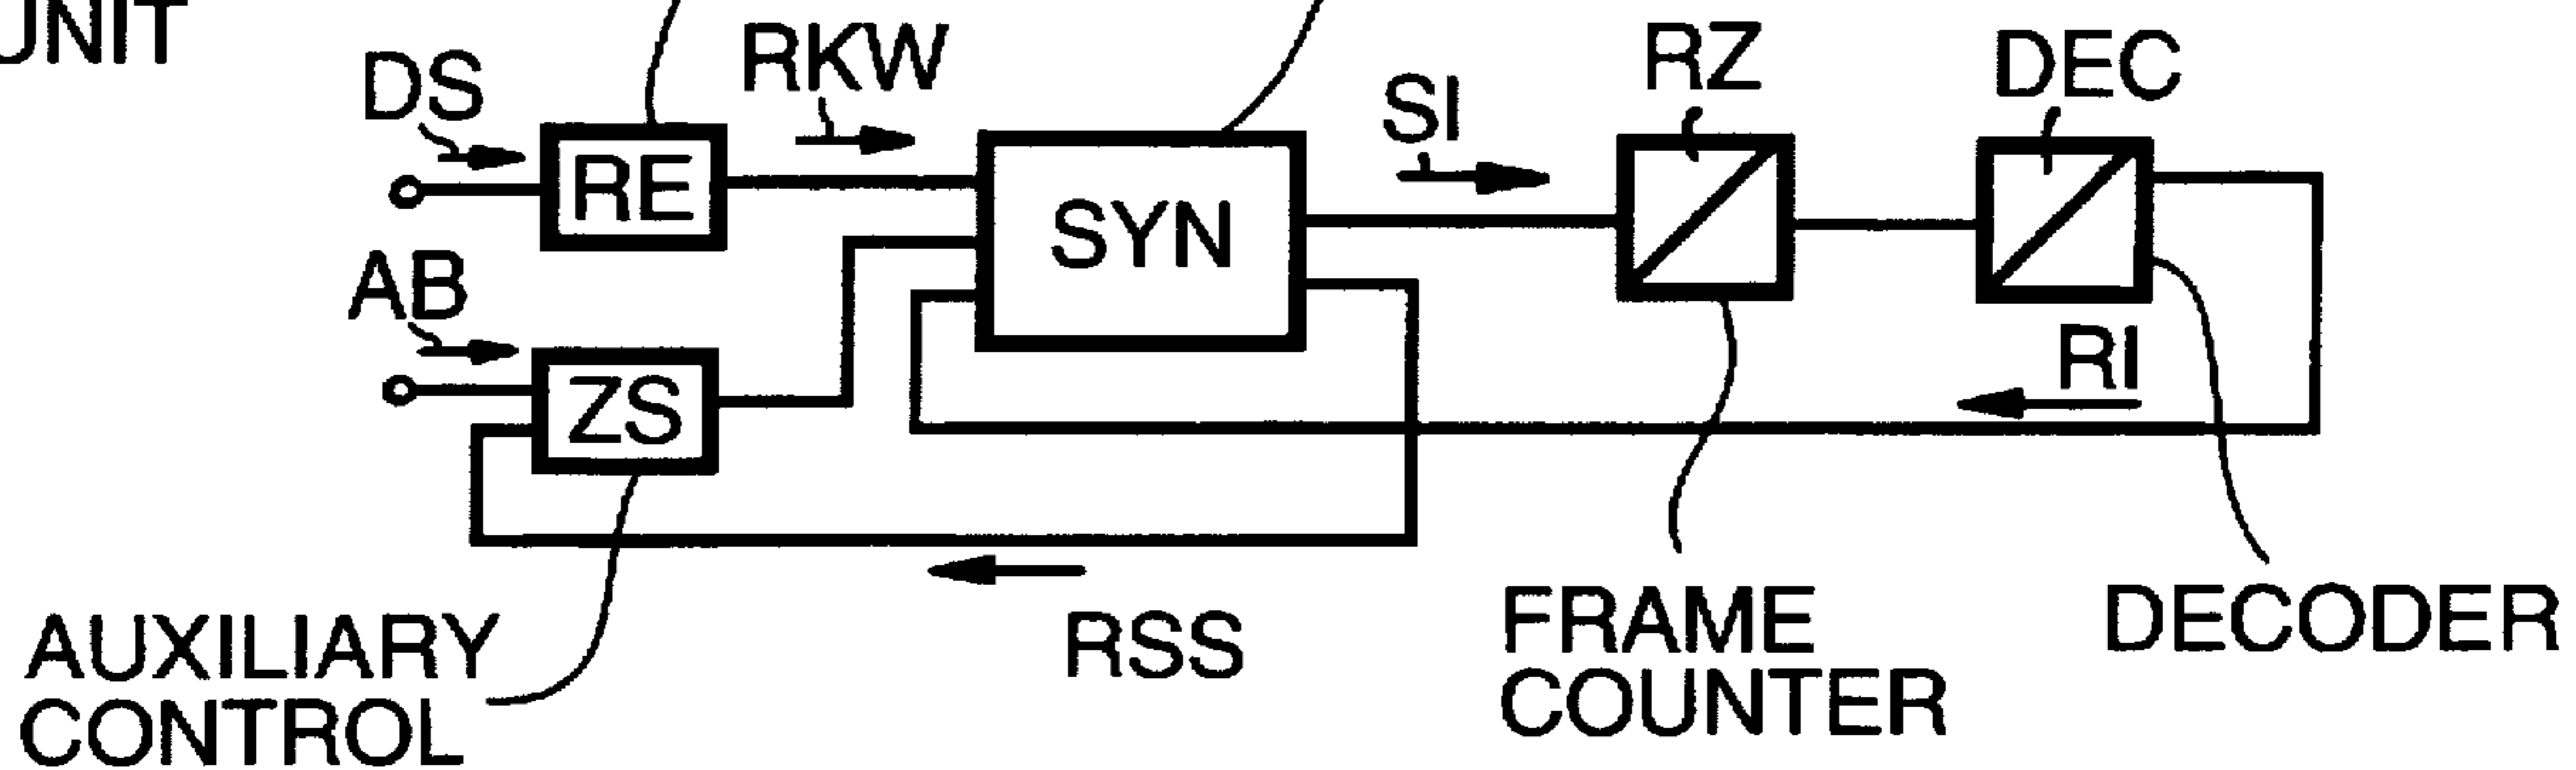 UNIT
DS
RKW
SI
RZ
DEC
RE
SYN
AB
ZS
RI
RSS
AUXILIARY
CONTROL
FRAME
COUNTER
DECODER